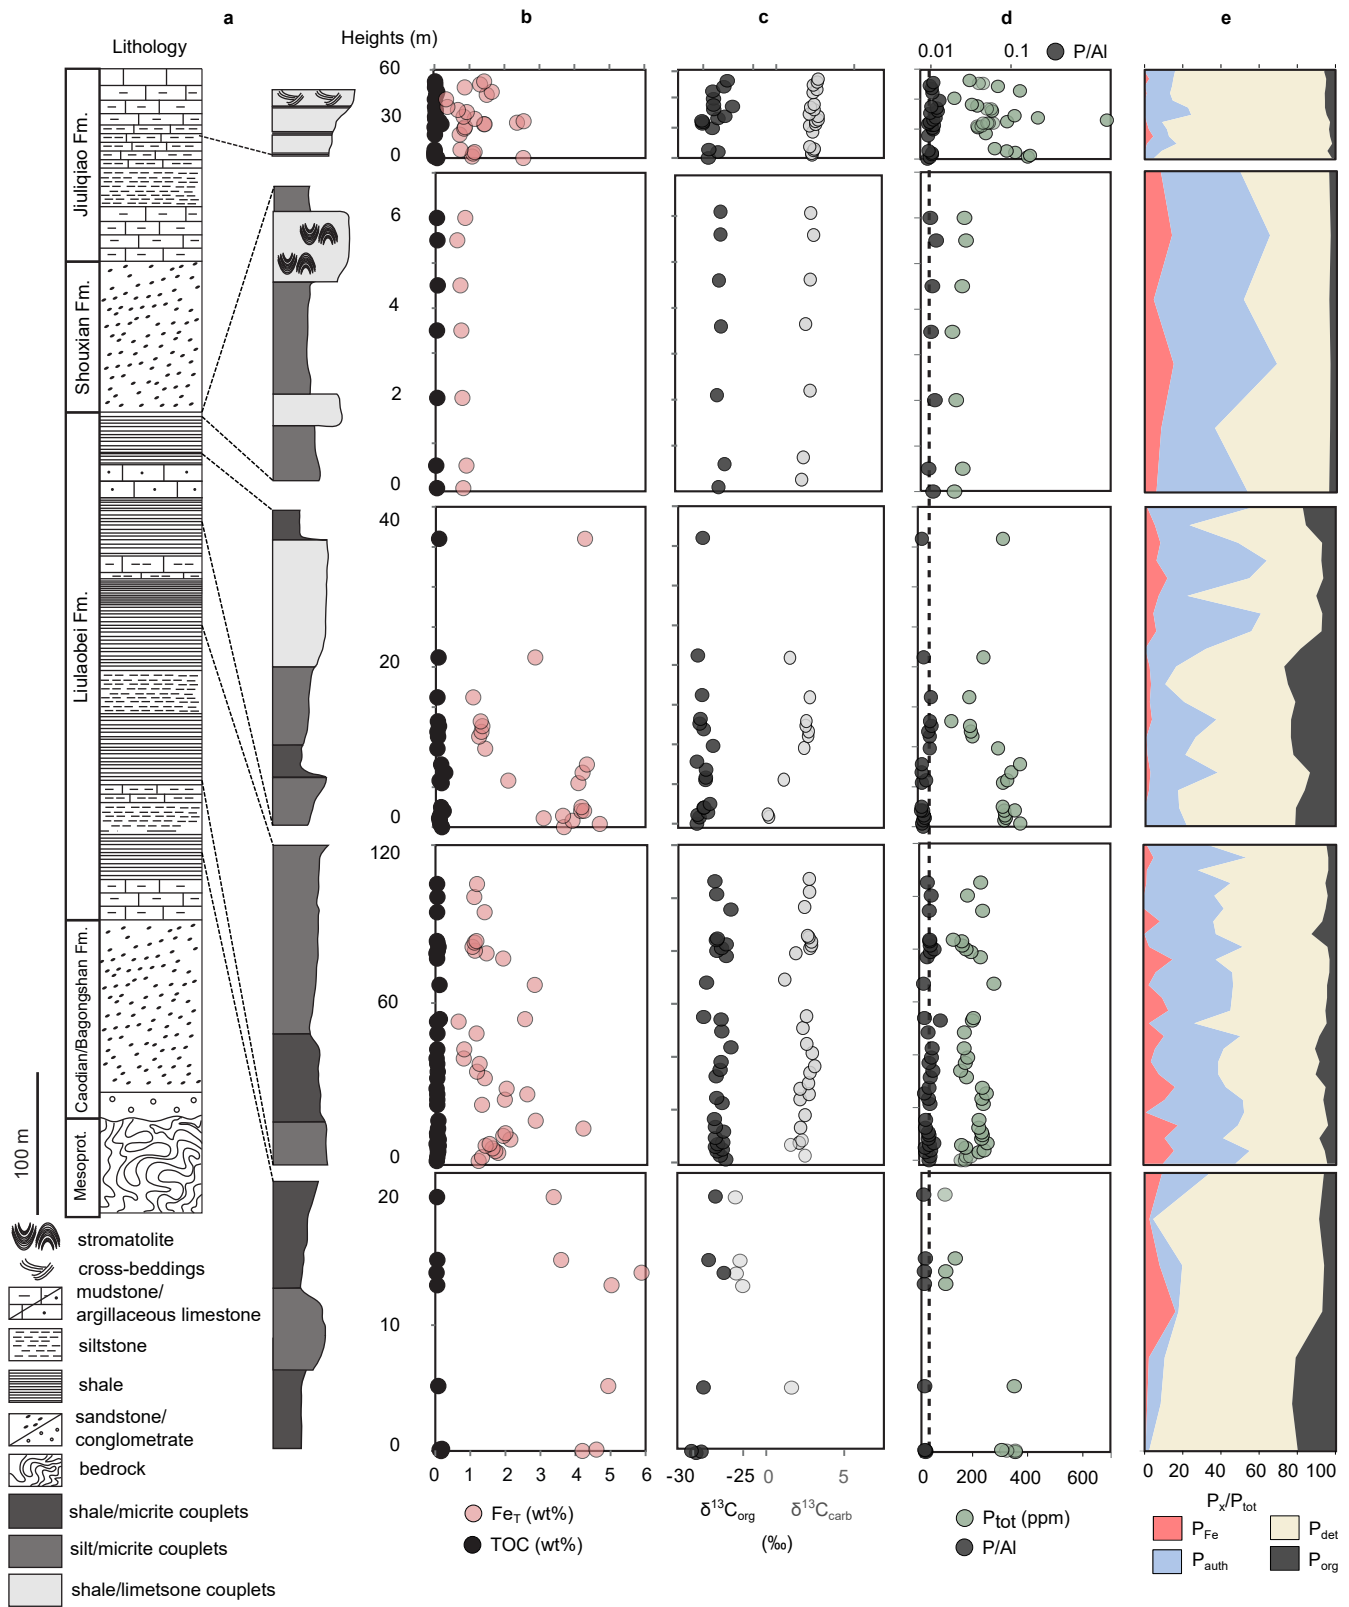 a b c d e
Lithology
Heights (m)
0.01 0.1 P/Al
Jiuliqiao Fm.
Shouxian Fm.
Liulaobei Fm.
Caodian/Bagongshan Fm.
Mesoprot.
100 m
60
30
0
6
4
2
0
40
20
0
120
60
0
20
10
0
0 1 2 3 4 5 6
-30 -25 0 5
0 200 400 600
0 20 40 60 80 100
stromatolite
cross-beddings
mudstone/
argillaceous limestone
siltstone
shale
sandstone/
conglometrate
bedrock
shale/micrite couplets
silt/micrite couplets
shale/limetsone couplets
Fe_T (wt%)
TOC (wt%)
δ¹³C_org δ¹³C_carb
(‰)
P_tot (ppm)
P/Al
P_x/P_tot
P_Fe P_det
P_auth P_org